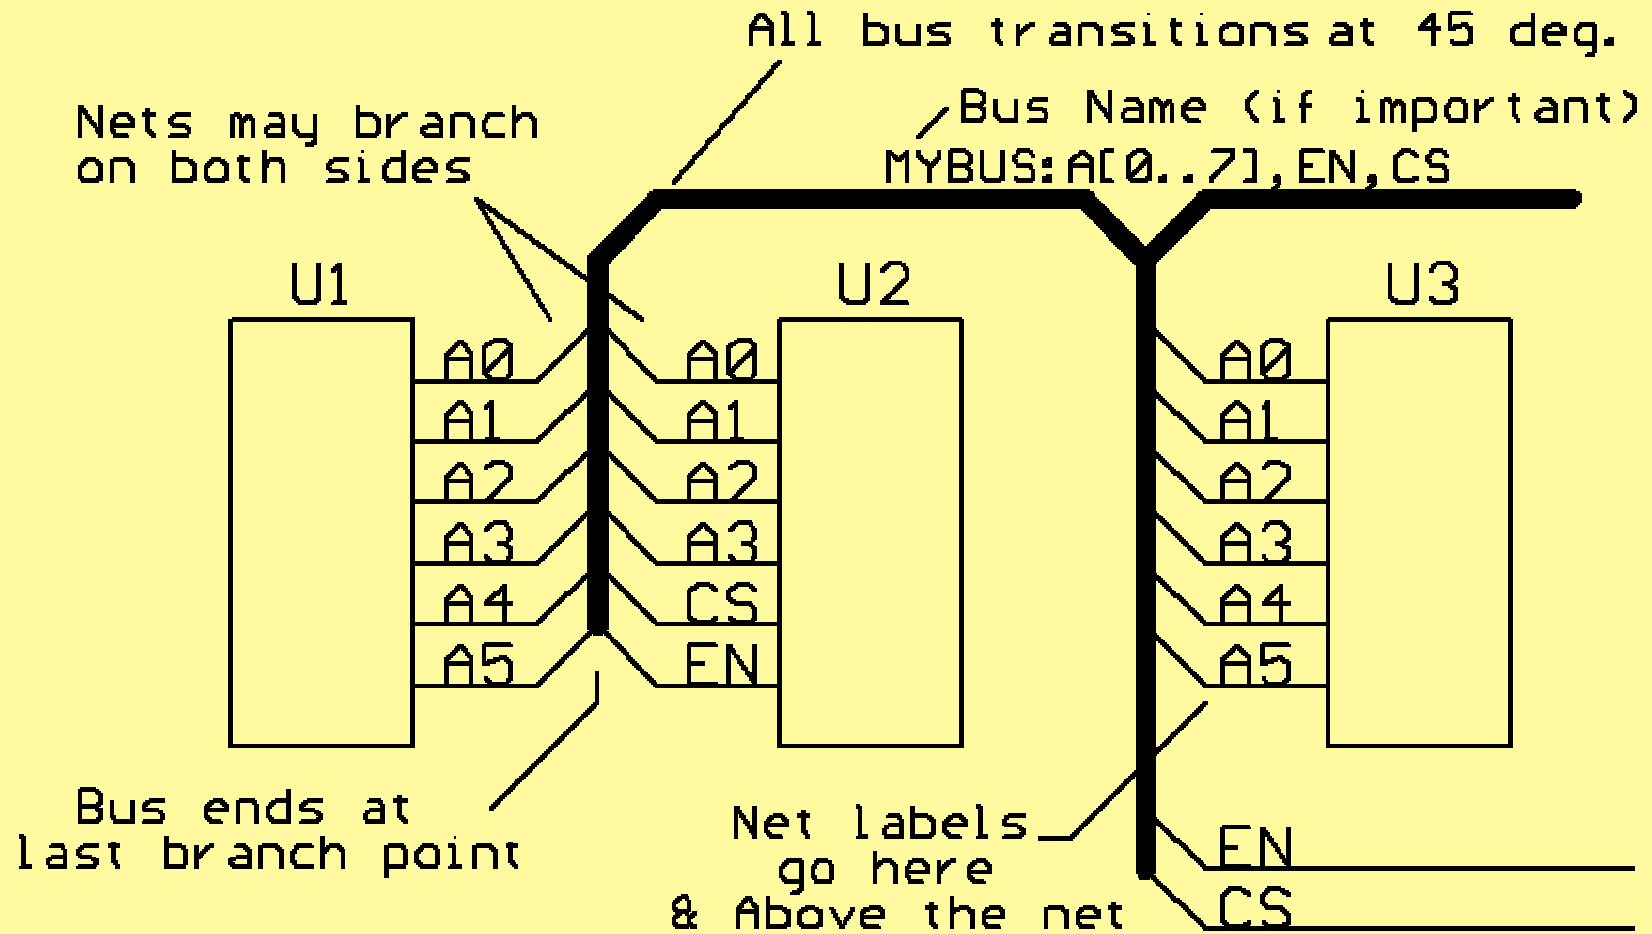 All bus transitions at 45 deg.
Bus Name (if important)
Nets may branch
on both sides
MYBUS:A[0..7],EN,CS
U1
U2
U3
A0
A1
A2
A3
A4
A5
A0
A1
A2
A3
CS
EN
A0
A1
A2
A3
A4
A5
Bus ends at
last branch point
Net labels
go here
& Above the net
EN
CS